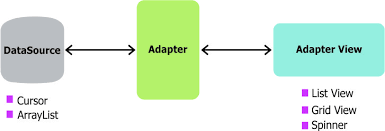 DataSource
Adapter
Adapter View
Cursor
ArrayList
List View
Grid View
Spinner